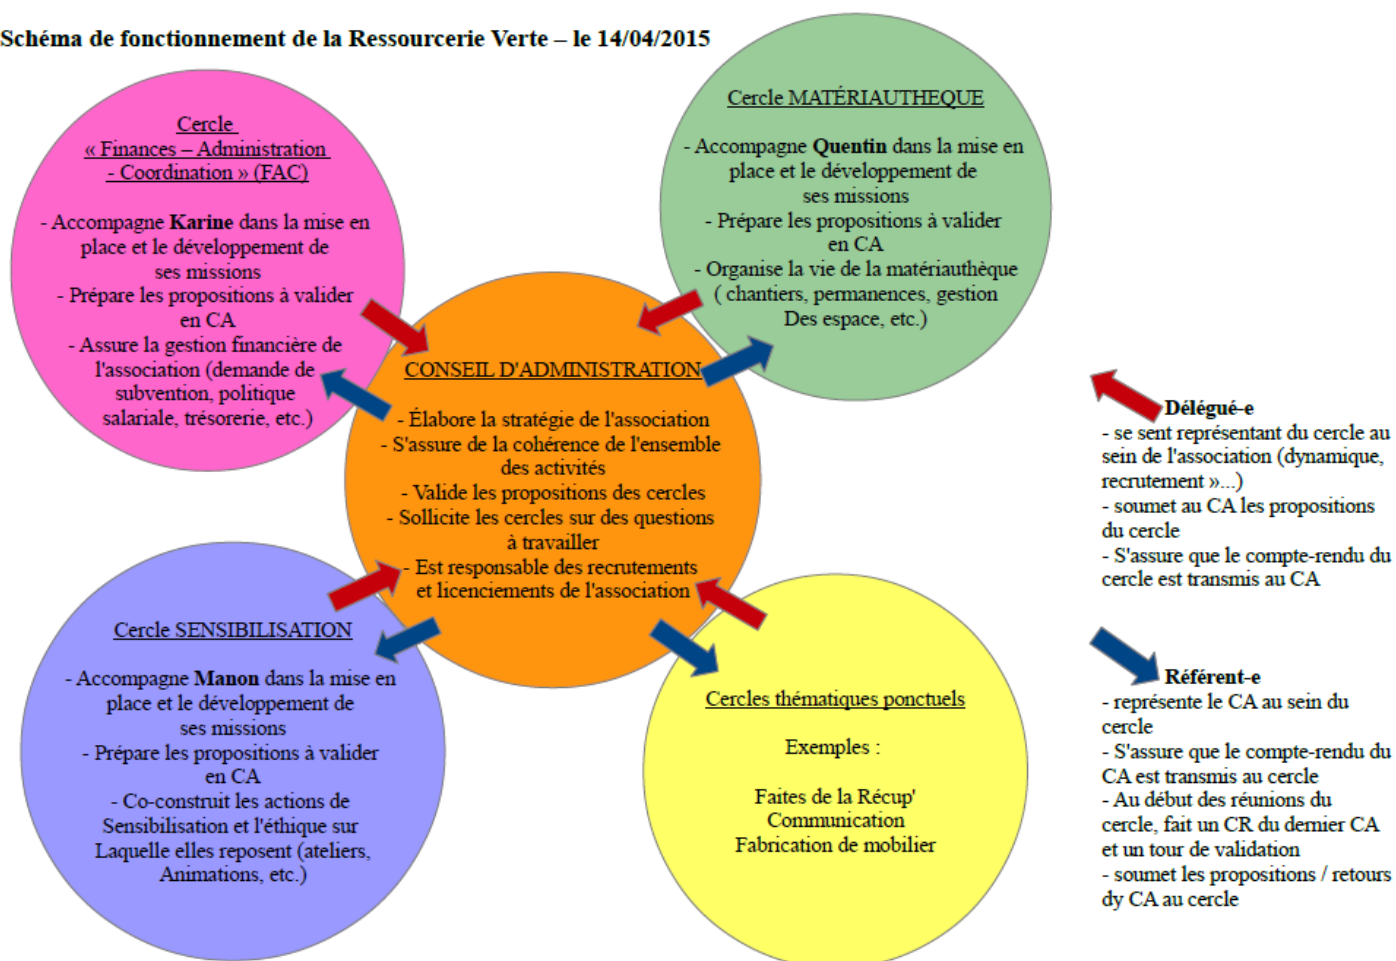 Schéma de fonctionnement de la Ressourcerie Verte – le 14/04/2015
Cercle
« Finances – Administration
- Coordination » (FAC)
- Accompagne Karine dans la mise en
place et le développement de
ses missions
- Prépare les propositions à valider
en CA
- Assure la gestion financière de
l'association (demande de
subvention, politique
salariale, trésorerie, etc.)
Cercle MATÉRIAUTHEQUE
- Accompagne Quentin dans la mise en
place et le développement de
ses missions
- Prépare les propositions à valider
en CA
- Organise la vie de la matériauthèque
( chantiers, permanences, gestion
Des espace, etc.)
CONSEIL D'ADMINISTRATION
- Élabore la stratégie de l'association
- S'assure de la cohérence de l'ensemble
des activités
- Valide les propositions des cercles
- Sollicite les cercles sur des questions
à travailler
- Est responsable des recrutements
et licenciements de l'association
Cercle SENSIBILISATION
- Accompagne Manon dans la mise en
place et le développement de
ses missions
- Prépare les propositions à valider
en CA
- Co-construit les actions de
Sensibilisation et l'éthique sur
Laquelle elles reposent (ateliers,
Animations, etc.)
Cercles thématiques ponctuels
Exemples :
Faites de la Récup'
Communication
Fabrication de mobilier
Délégué-e
- se sent représentant du cercle au
sein de l'association (dynamique,
recrutement »...)
- soumet au CA les propositions
du cercle
- S'assure que le compte-rendu du
cercle est transmis au CA
Référent-e
- représente le CA au sein du
cercle
- S'assure que le compte-rendu du
CA est transmis au cercle
- Au début des réunions du
cercle, fait un CR du dernier CA
et un tour de validation
- soumet les propositions / retours
dy CA au cercle